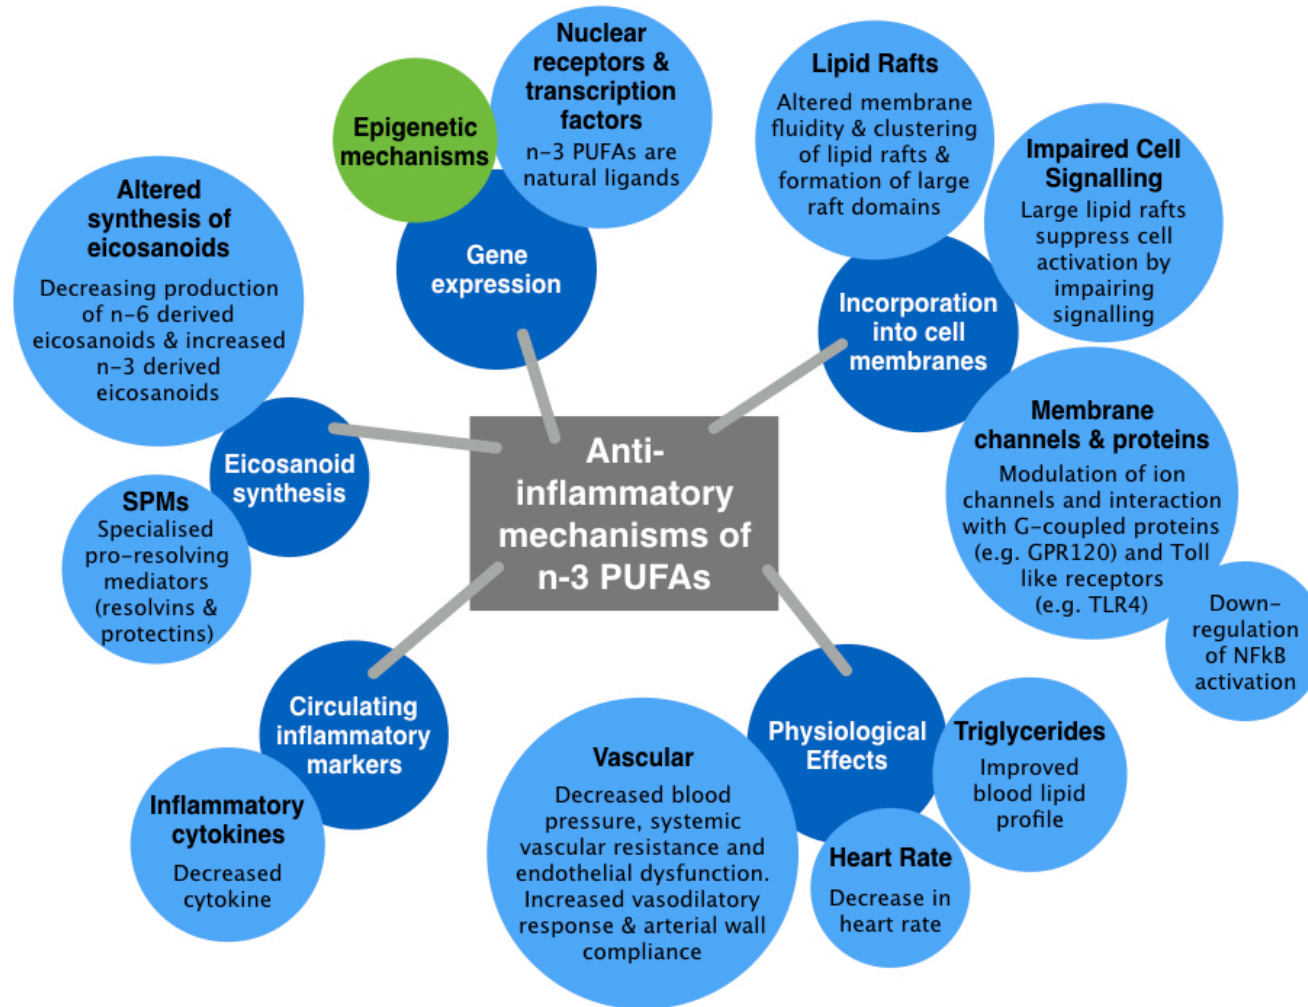 Nuclear
receptors &
transcription
factors
n-3 PUFAs are
natural ligands
Epigenetic
mechanisms
Gene
expression
Lipid Rafts
Altered membrane
fluidity & clustering
of lipid rafts &
formation of large
raft domains
Impaired Cell
Signalling
Large lipid rafts
suppress cell
activation by
impairing
signalling
Incorporation
into cell
membranes
Membrane
channels & proteins
Modulation of ion
channels and interaction
with G-coupled proteins
(e.g. GPR120) and Toll
like receptors
(e.g. TLR4)
Down-
regulation
of NFkB
activation
Altered
synthesis of
eicosanoids
Decreasing production
of n-6 derived
eicosanoids & increased
n-3 derived
eicosanoids
Eicosanoid
synthesis
SPMs
Specialised
pro-resolving
mediators
(resolvins &
protectins)
Anti-
inflammatory
mechanisms of
n-3 PUFAs
Circulating
inflammatory
markers
Inflammatory
cytokines
Decreased
cytokine
Physiological
Effects
Vascular
Decreased blood
pressure, systemic
vascular resistance and
endothelial dysfunction.
Increased vasodilatory
response & arterial wall
compliance
Triglycerides
Improved
blood lipid
profile
Heart Rate
Decrease in
heart rate